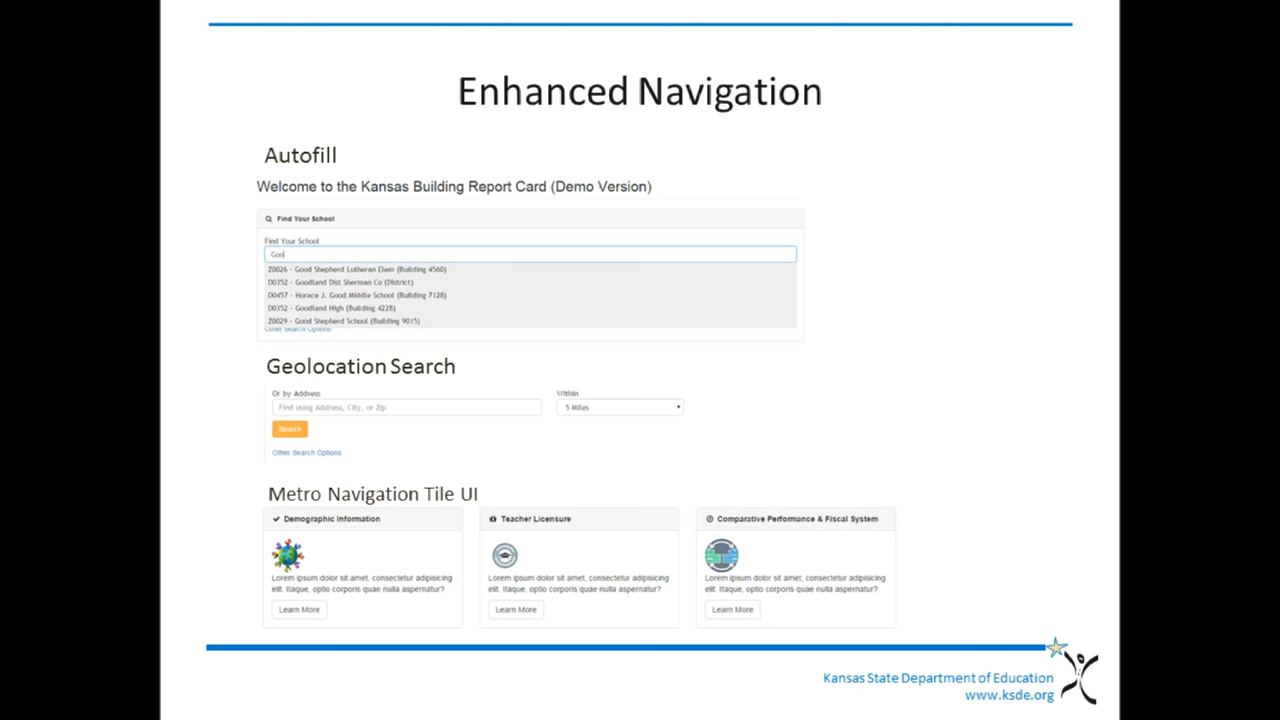 Enhanced Navigation
Autofill
Welcome to the Kansas Building Report Card (Demo Version)
Find Your School
Find Your School
Goo
Z0026 - Good Shepherd Lutheran Elem (Building 4560)
D0352 - Goodland Dist Sherman Co (District)
D0457 - Horace J. Good Middle School (Building 7128)
D0352 - Goodland High (Building 4228)
Z0029 - Good Shepherd School (Building 9015)
Other Search Options
Geolocation Search
Or by Address Within
Find using Address, City, or Zip 5 Miles
Search
Other Search Options
Metro Navigation Tile UI
Demographic Information
Lorem ipsum dolor sit amet, consectetur adipisicing
elit. Itaque, optio corporis quae nulla aspernatur?
Learn More
Teacher Licensure
Lorem ipsum dolor sit amet, consectetur adipisicing
elit. Itaque, optio corporis quae nulla aspernatur?
Learn More
Comparative Performance & Fiscal System
Lorem ipsum dolor sit amet, consectetur adipisicing
elit. Itaque, optio corporis quae nulla aspernatur?
Learn More
Kansas State Department of Education
www.ksde.org